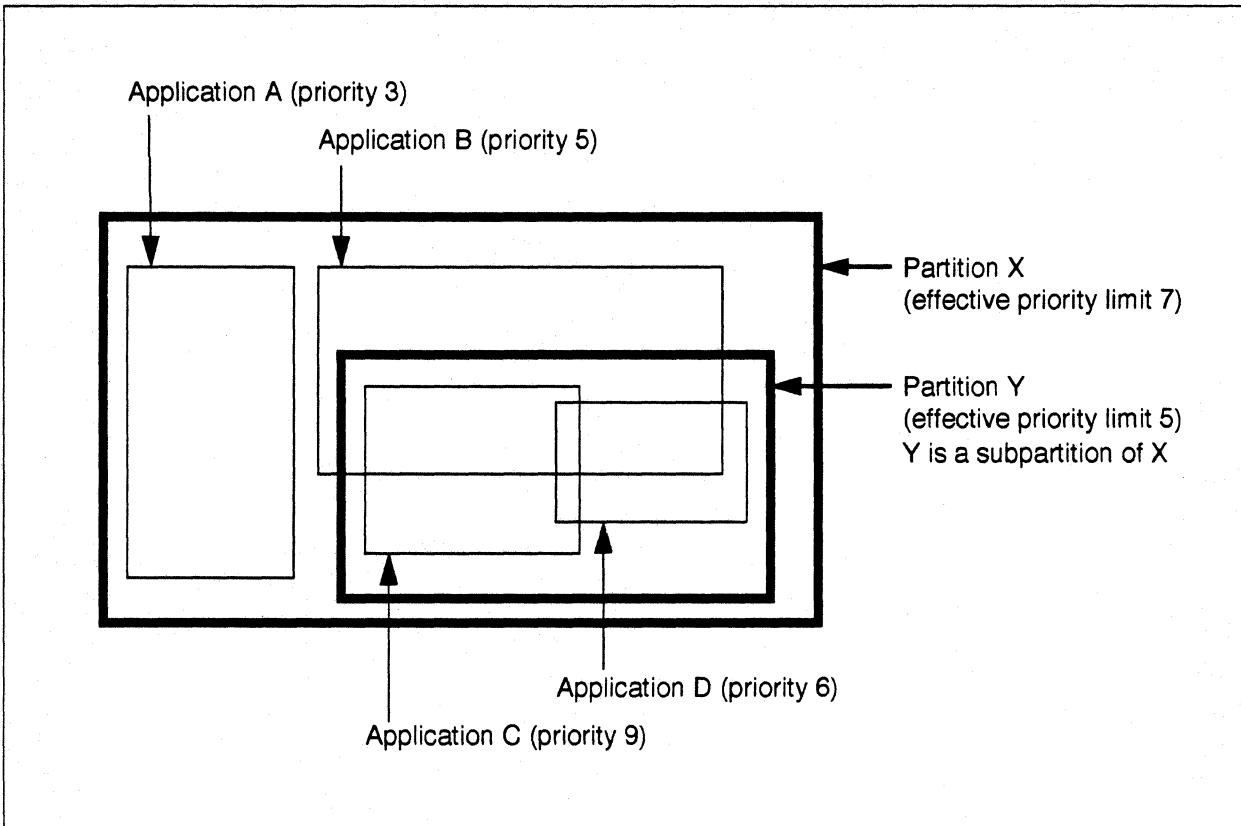 Application A (priority 3)
Application B (priority 5)
Partition X
(effective priority limit 7)
Partition Y
(effective priority limit 5)
Y is a subpartition of X
Application D (priority 6)
Application C (priority 9)